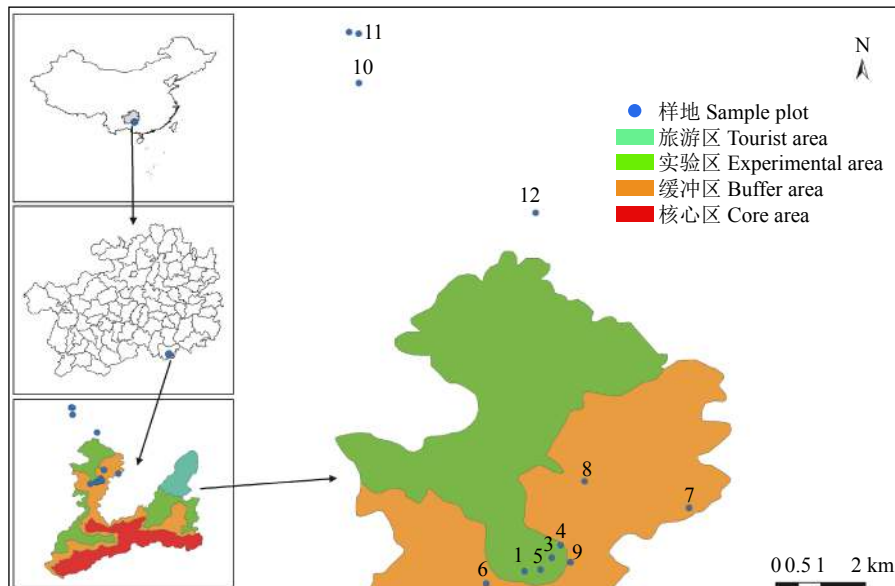 11
10
N
样地 Sample plot
旅游区 Tourist area
实验区 Experimental area
缓冲区 Buffer area
核心区 Core area
12
8
7
4
3
9
1
5
6
0 0.5 1 2 km